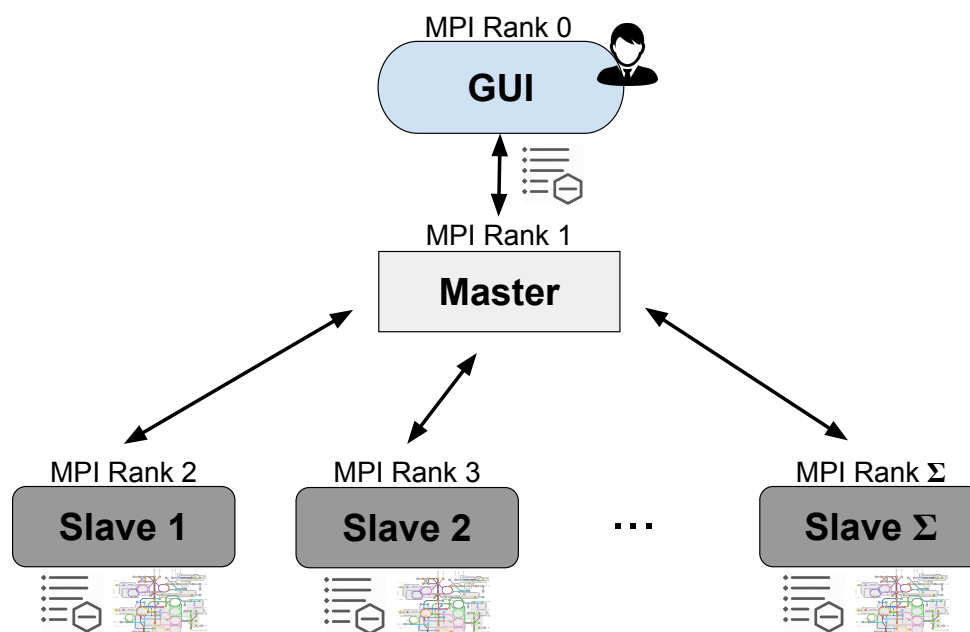 MPI Rank 0
GUI
MPI Rank 1
Master
MPI Rank 2
MPI Rank 3
MPI Rank Σ
Slave 1
Slave 2
...
Slave Σ